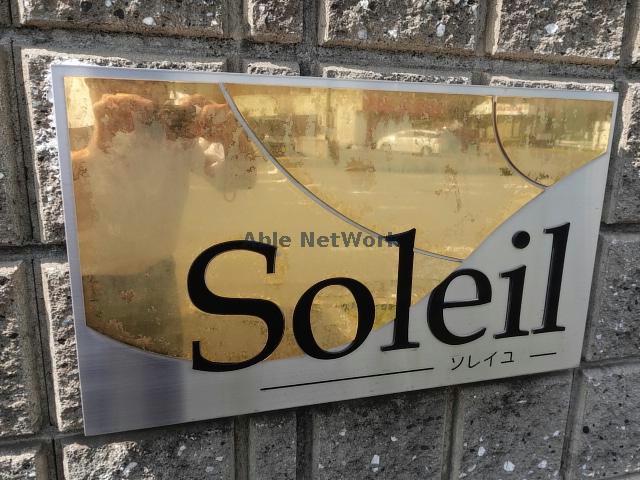 Able NetWork
Soleil
ソレイユ